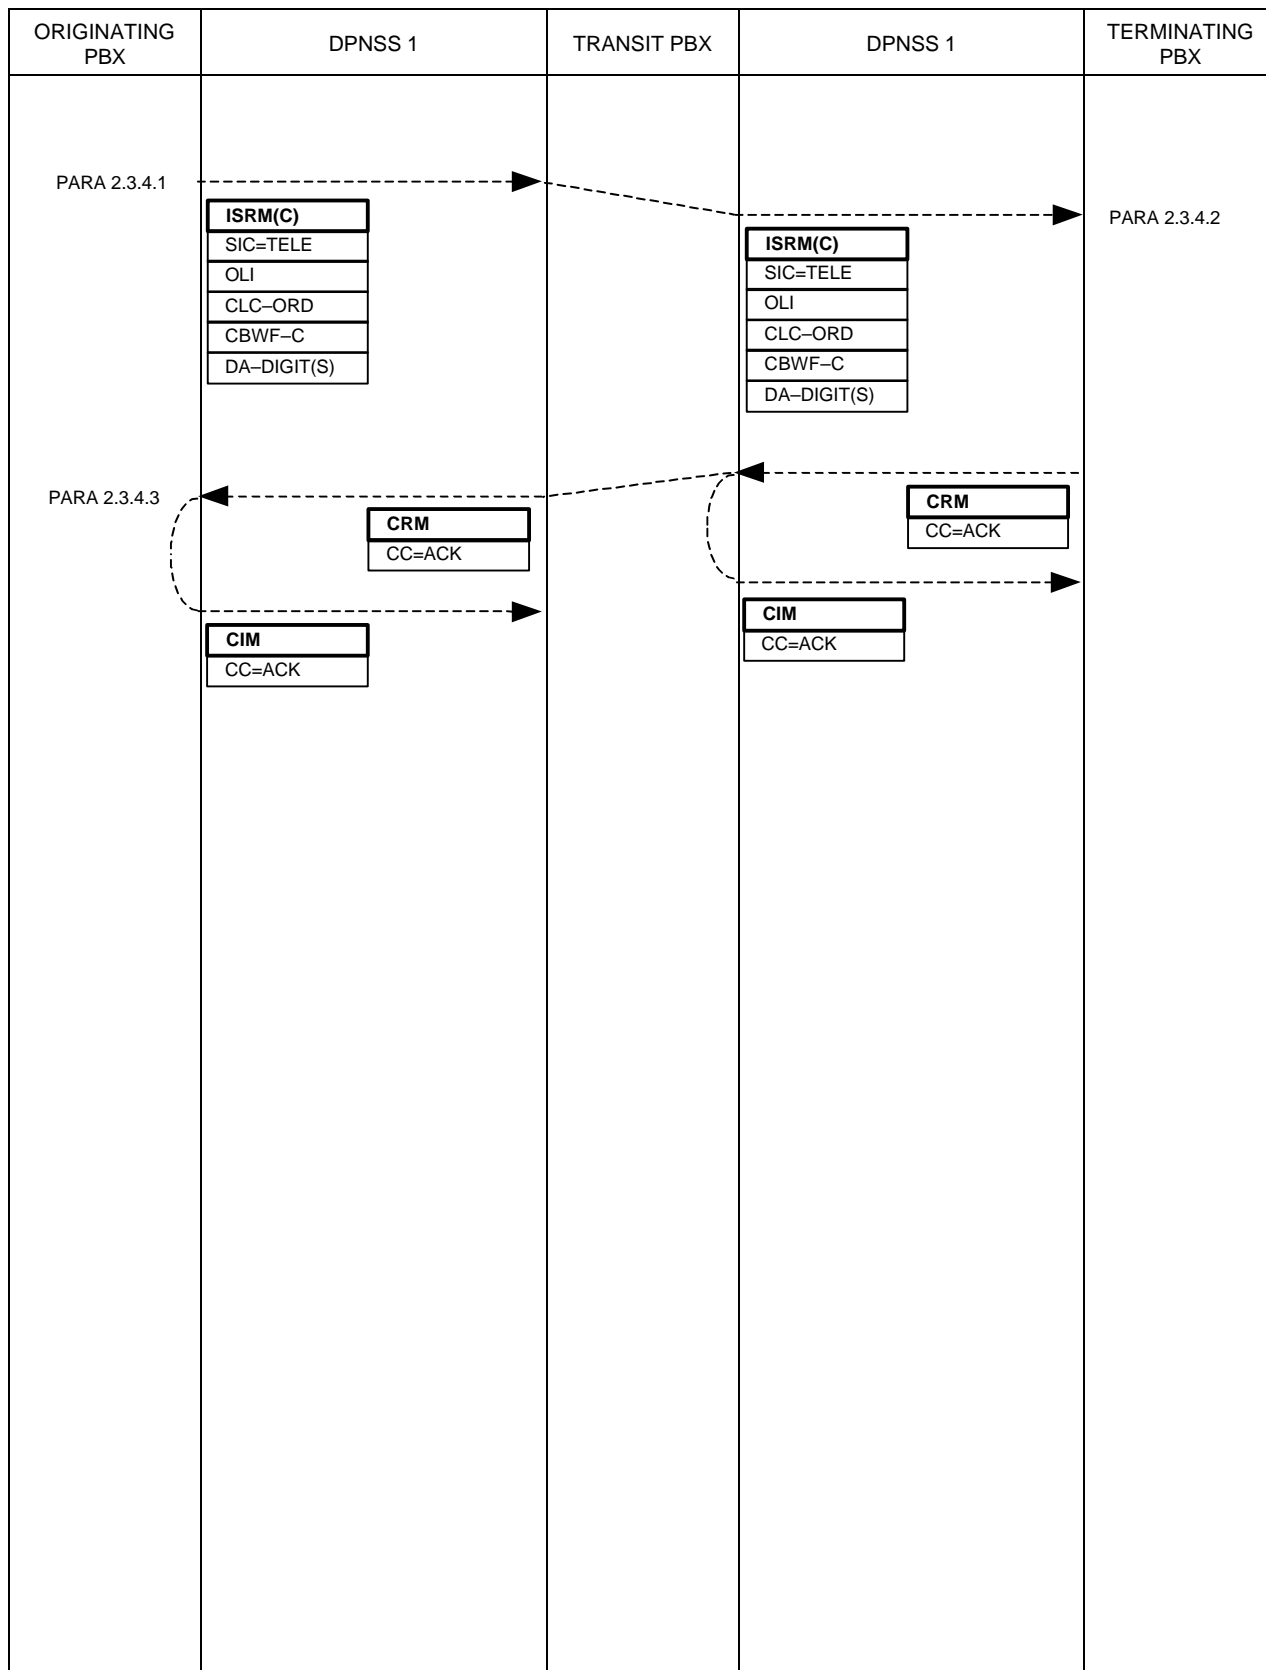 ORIGINATING
PBX
DPNSS 1
TRANSIT PBX
DPNSS 1
TERMINATING
PBX
PARA 2.3.4.1
ISRM(C)
SIC=TELE
OLI
CLC–ORD
CBWF–C
DA–DIGIT(S)
PARA 2.3.4.2
ISRM(C)
SIC=TELE
OLI
CLC–ORD
CBWF–C
DA–DIGIT(S)
PARA 2.3.4.3
CRM
CC=ACK
CRM
CC=ACK
CIM
CC=ACK
CIM
CC=ACK